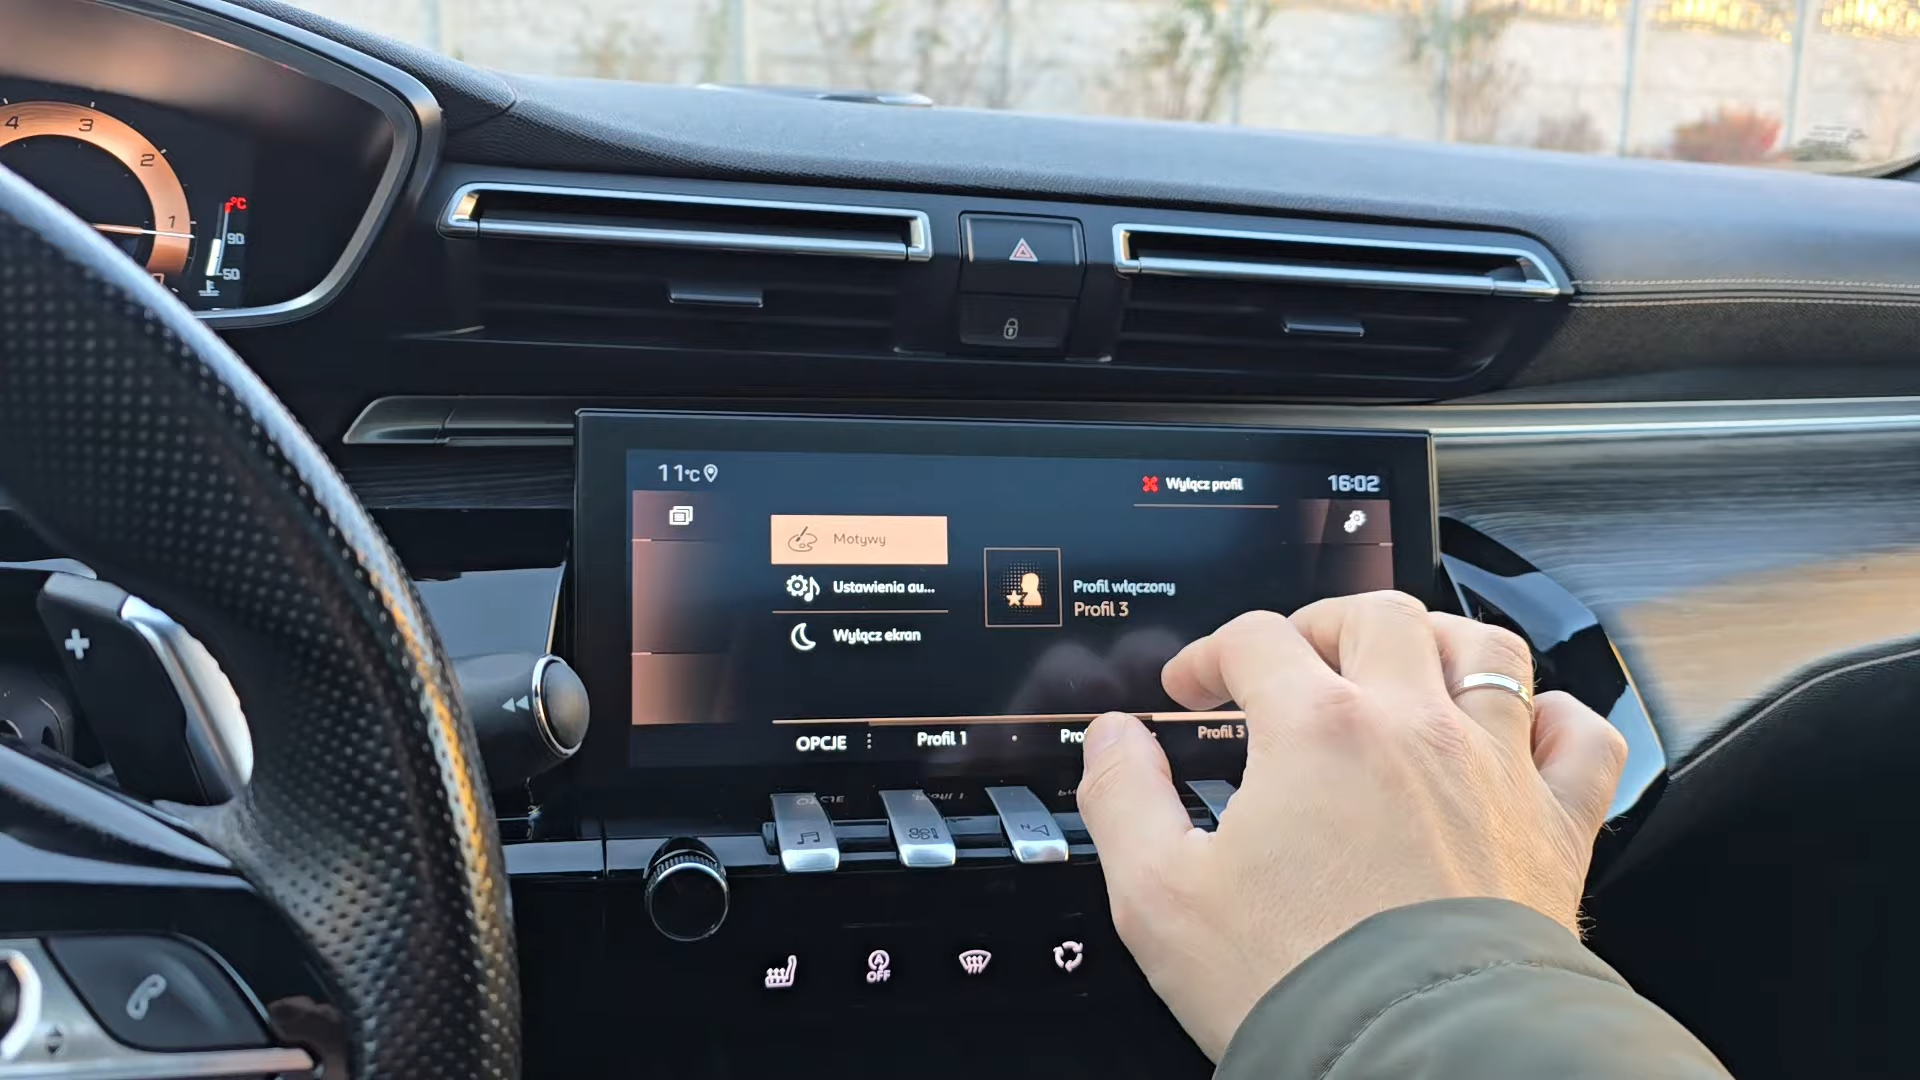 4 3 2 1
°C
90
50
11°C
Wyłącz profil
16:02
Motywy
Ustawienia au...
Profil włączony
Profil 3
Wyłącz ekran
OPCJE
Profil 1
Profil 3
N
OFF